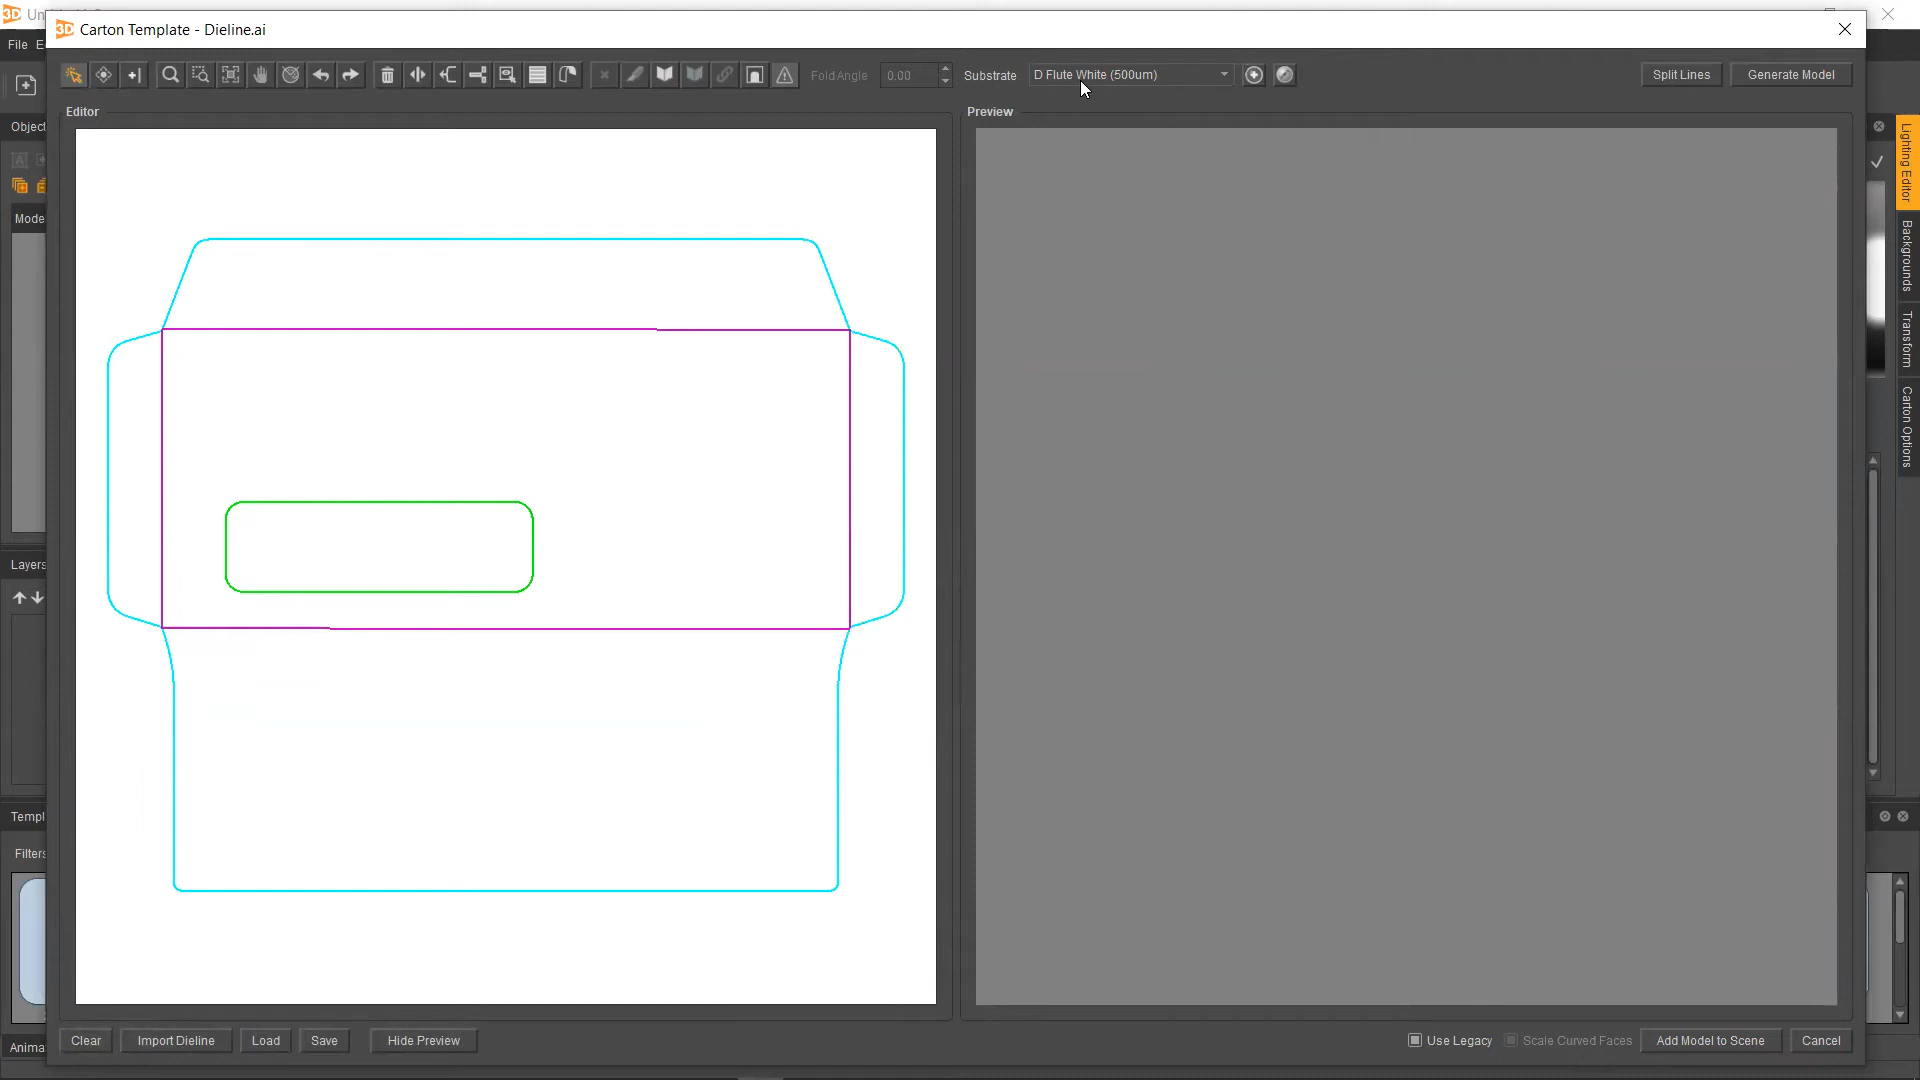 3D Un
Carton Template - Dieline.ai
File E
Fold Angle 0.00 Substrate D Flute White (500um) Split Lines Generate Model
Editor
Preview
Object
Mode
Layers
Templ
Filters
Anima
Lighting Editor
Backgrounds
Transform
Carton Options
Clear Import Dieline Load Save Hide Preview
Use Legacy Scale Curved Faces Add Model to Scene Cancel